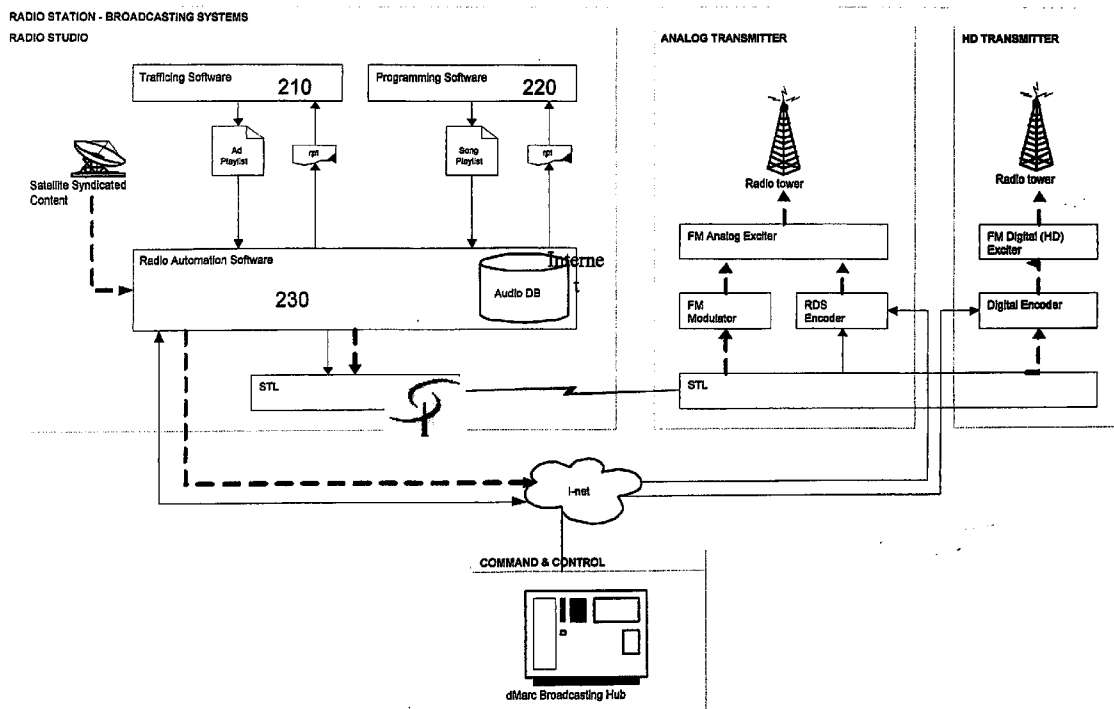 RADIO STATION - BROADCASTING SYSTEMS
RADIO STUDIO
ANALOG TRANSMITTER
HD TRANSMITTER
Trafficing Software
210
Programming Software
220
Ad
Playlist
rpt
Song
Playlist
rpt
Satellite Syndicated
Content
Radio tower
Radio tower
FM Analog Exciter
FM Digital (HD)
Exciter
Radio Automation Software
230
Interne
t
Audio DB
FM
Modulator
RDS
Encoder
Digital Encoder
STL
STL
I-net
COMMAND & CONTROL
dMarc Broadcasting Hub